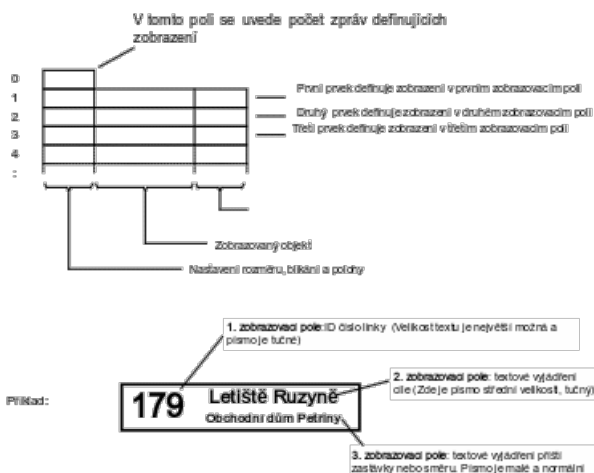 V tomto poli se uvede počet zpráv definujících
zobrazení
0
1
2
3
4
:
První prvek definuje zobrazení v prvním zobrazovacím poli
Druhý prvek definuje zobrazení v druhém zobrazovacím poli
Třetí prvek definuje zobrazení v třetím zobrazovacím poli
Zobrazovaný objekt
Nastavení rozměru, blikání a polohy
1. zobrazovací pole: ID číslo linky (Velikost textu je největší možná a
písmo je tučné)
2. zobrazovací pole: textové vyjádření
cíle (Zde je písmo střední velikosti, tučný)
Příklad:
179
Letiště Ruzyně
Obchodní dům Petřiny
3. zobrazovací pole: textové vyjádření příští
zastávky nebo směru. Písmo je malé a normální